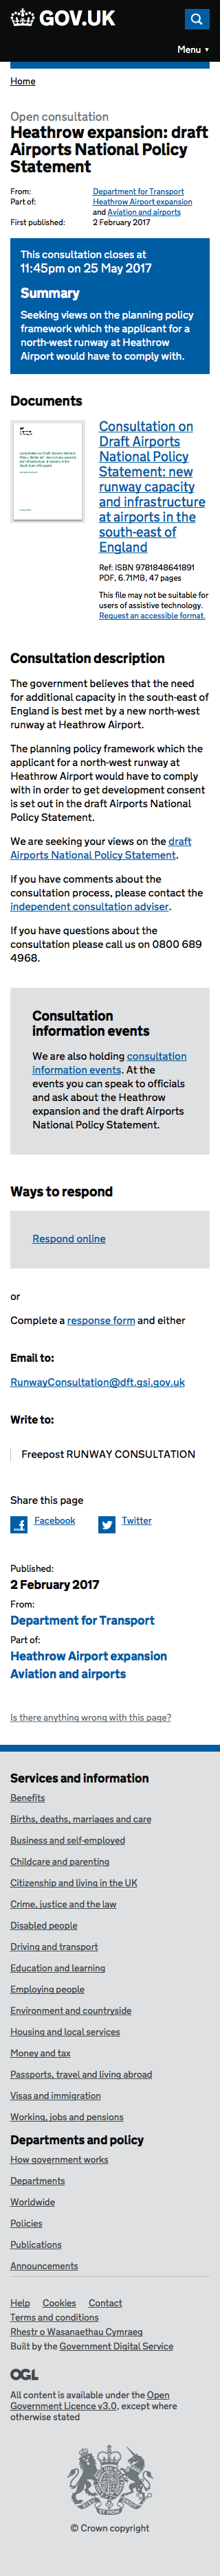 GOV.UK
Menu ▼
Home
Open consultation
Heathrow expansion: draft
Airports National Policy
Statement
From: Department for Transport
Part of: Heathrow Airport expansion
and Aviation and airports
First published: 2 February 2017
This consultation closes at
11:45pm on 25 May 2017
Summary
Seeking views on the planning policy
framework which the applicant for a
north-west runway at Heathrow
Airport would have to comply with.
Documents
Consultation on
Draft Airports
National Policy
Statement: new
runway capacity
and infrastructure
at airports in the
south-east of
England
Ref: ISBN 9781848641891
PDF, 6.71MB, 47 pages
This file may not be suitable for
users of assistive technology.
Request an accessible format.
Consultation description
The government believes that the need
for additional capacity in the south-east of
England is best met by a new north-west
runway at Heathrow Airport.
The planning policy framework which the
applicant for a north-west runway at
Heathrow Airport would have to comply
with in order to get development consent
is set out in the draft Airports National
Policy Statement.
We are seeking your views on the draft
Airports National Policy Statement.
If you have comments about the
consultation process, please contact the
independent consultation adviser.
If you have questions about the
consultation please call us on 0800 689
4968.
Consultation
information events
We are also holding consultation
information events. At the
events you can speak to officials
and ask about the Heathrow
expansion and the draft Airports
National Policy Statement.
Ways to respond
Respond online
or
Complete a response form and either
Email to:
RunwayConsultation@dft.gsi.gov.uk
Write to:
Freepost RUNWAY CONSULTATION
Share this page
Facebook Twitter
Published:
2 February 2017
From:
Department for Transport
Part of:
Heathrow Airport expansion
Aviation and airports
Is there anything wrong with this page?
Services and information
Benefits
Births, deaths, marriages and care
Business and self-employed
Childcare and parenting
Citizenship and living in the UK
Crime, justice and the law
Disabled people
Driving and transport
Education and learning
Employing people
Environment and countryside
Housing and local services
Money and tax
Passports, travel and living abroad
Visas and immigration
Working, jobs and pensions
Departments and policy
How government works
Departments
Worldwide
Policies
Publications
Announcements
Help Cookies Contact
Terms and conditions
Rhestr o Wasanaethau Cymraeg
Built by the Government Digital Service
OGL
All content is available under the Open
Government Licence v3.0, except where
otherwise stated
© Crown copyright